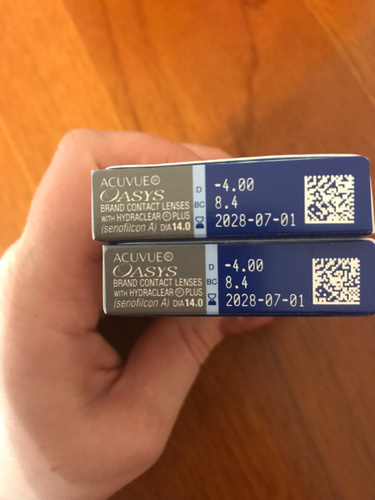 ACUVUE®
OASYS
BRAND CONTACT LENSES
WITH HYDRACLEAR® PLUS
(senofilcon A) DIA 14.0
D -4.00
BC 8.4
2028-07-01
ACUVUE®
OASYS
BRAND CONTACT LENSES
WITH HYDRACLEAR® PLUS
(senofilcon A) DIA 14.0
D -4.00
BC 8.4
2028-07-01